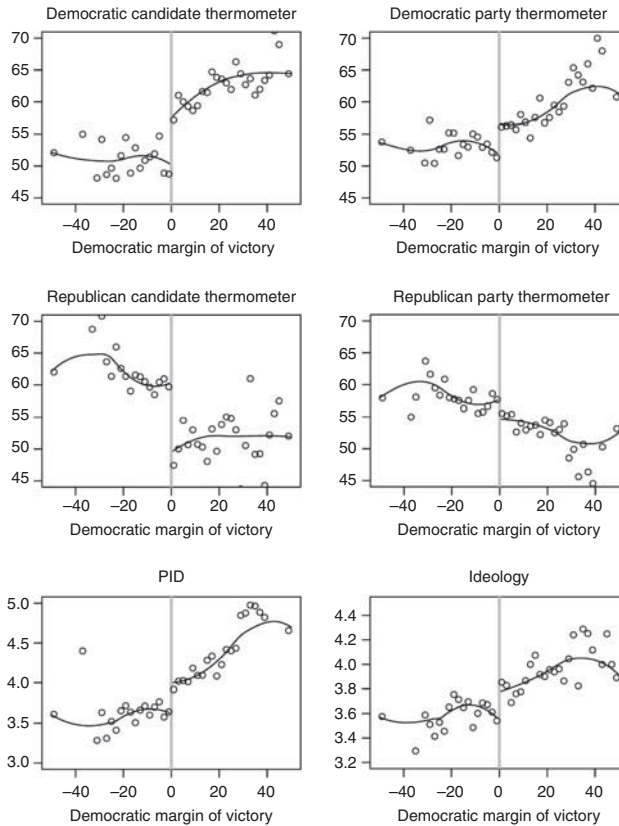 Democratic candidate thermometer
70
65
60
55
50
45
−40 −20 0 20 40
Democratic margin of victory
Democratic party thermometer
70
65
60
55
50
45
−40 −20 0 20 40
Democratic margin of victory
Republican candidate thermometer
70
65
60
55
50
45
−40 −20 0 20 40
Democratic margin of victory
Republican party thermometer
70
65
60
55
50
45
−40 −20 0 20 40
Democratic margin of victory
PID
5.0
4.5
4.0
3.5
3.0
−40 −20 0 20 40
Democratic margin of victory
Ideology
4.4
4.2
4.0
3.8
3.6
3.4
3.2
−40 −20 0 20 40
Democratic margin of victory